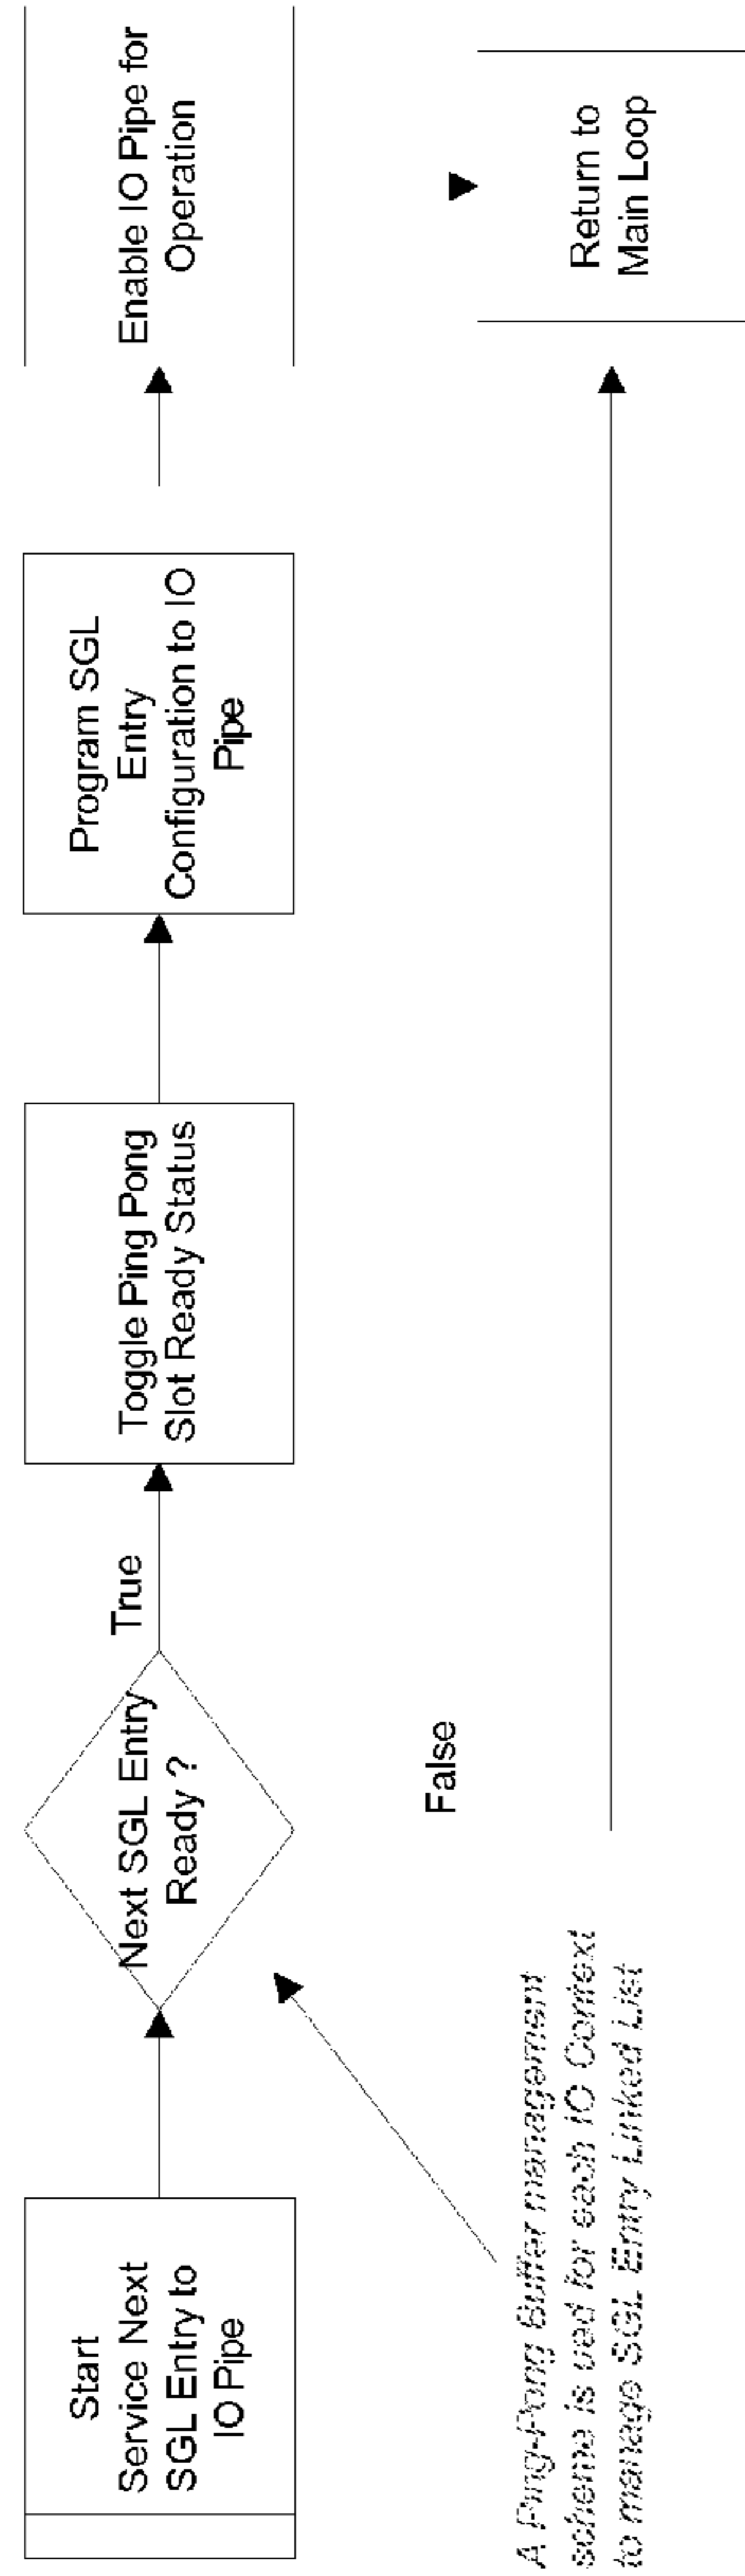 Start
Service Next
SGL Entry to
IO Pipe
Next SGL Entry
Ready ?
True
Toggle Ping Pong
Slot Ready Status
Program SGL
Entry
Configuration to IO
Pipe
Enable IO Pipe for
Operation
False
Return to
Main Loop
A Ping-Pong Buffer management
scheme is ued for each IO Context
to manage SGL Entry Linked List